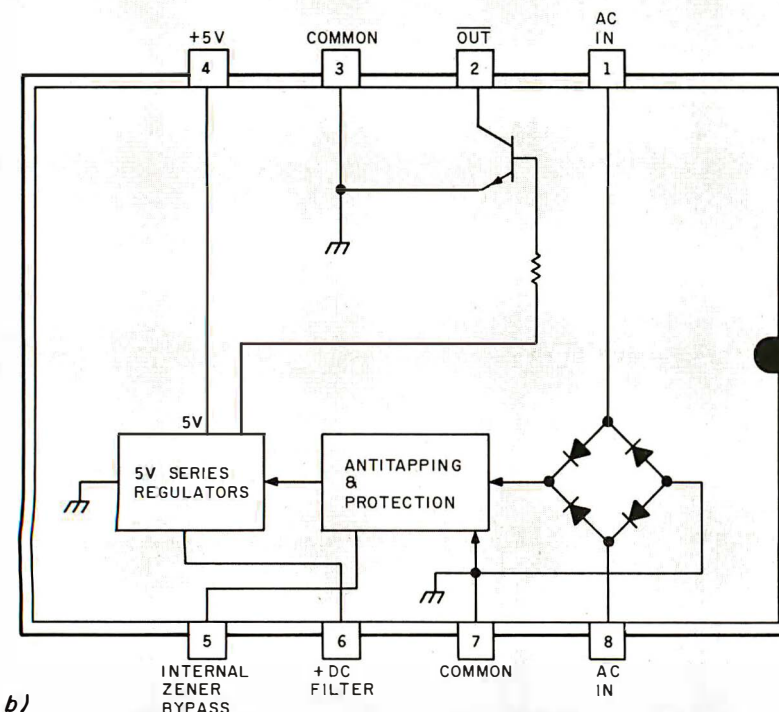 +5V
COMMON
OUT
AC
IN
4
3
2
1
5V
5V SERIES
REGULATORS
ANTITAPPING
&
PROTECTION
5
6
7
8
INTERNAL
ZENER
BYPASS
+DC
FILTER
COMMON
AC
IN
b)